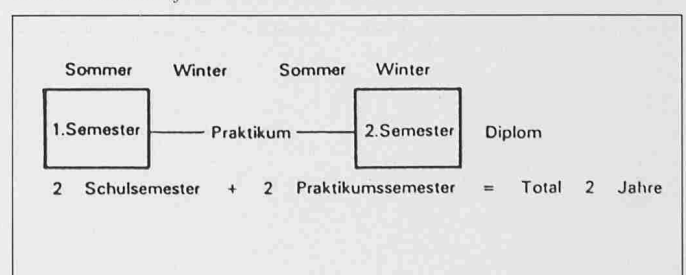 Sommer Winter Sommer Winter
1.Semester Praktikum 2.Semester Diplom
2 Schulsemester + 2 Praktikumssemester = Total 2 Jahre